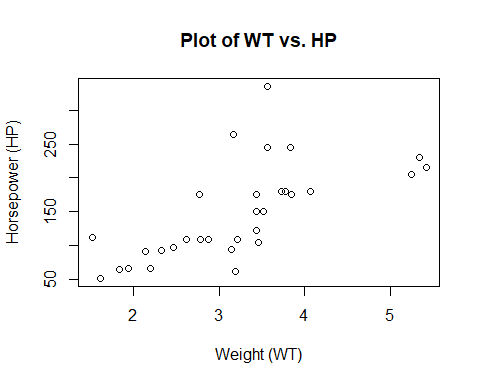 Plot of WT vs. HP
Horsepower (HP)
250
150
50
2 3 4 5
Weight (WT)